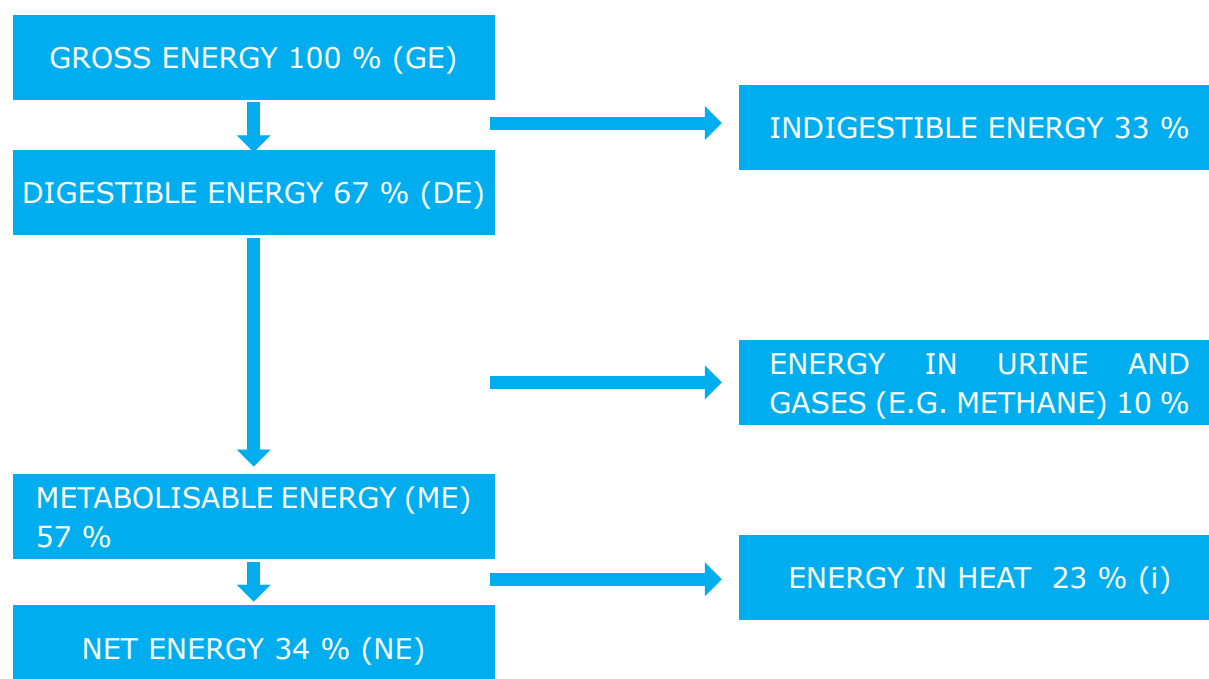 GROSS ENERGY 100 % (GE)
INDIGESTIBLE ENERGY 33 %
DIGESTIBLE ENERGY 67 % (DE)
ENERGY IN URINE AND
GASES (E.G. METHANE) 10 %
METABOLISABLE ENERGY (ME)
57 %
ENERGY IN HEAT 23 % (i)
NET ENERGY 34 % (NE)